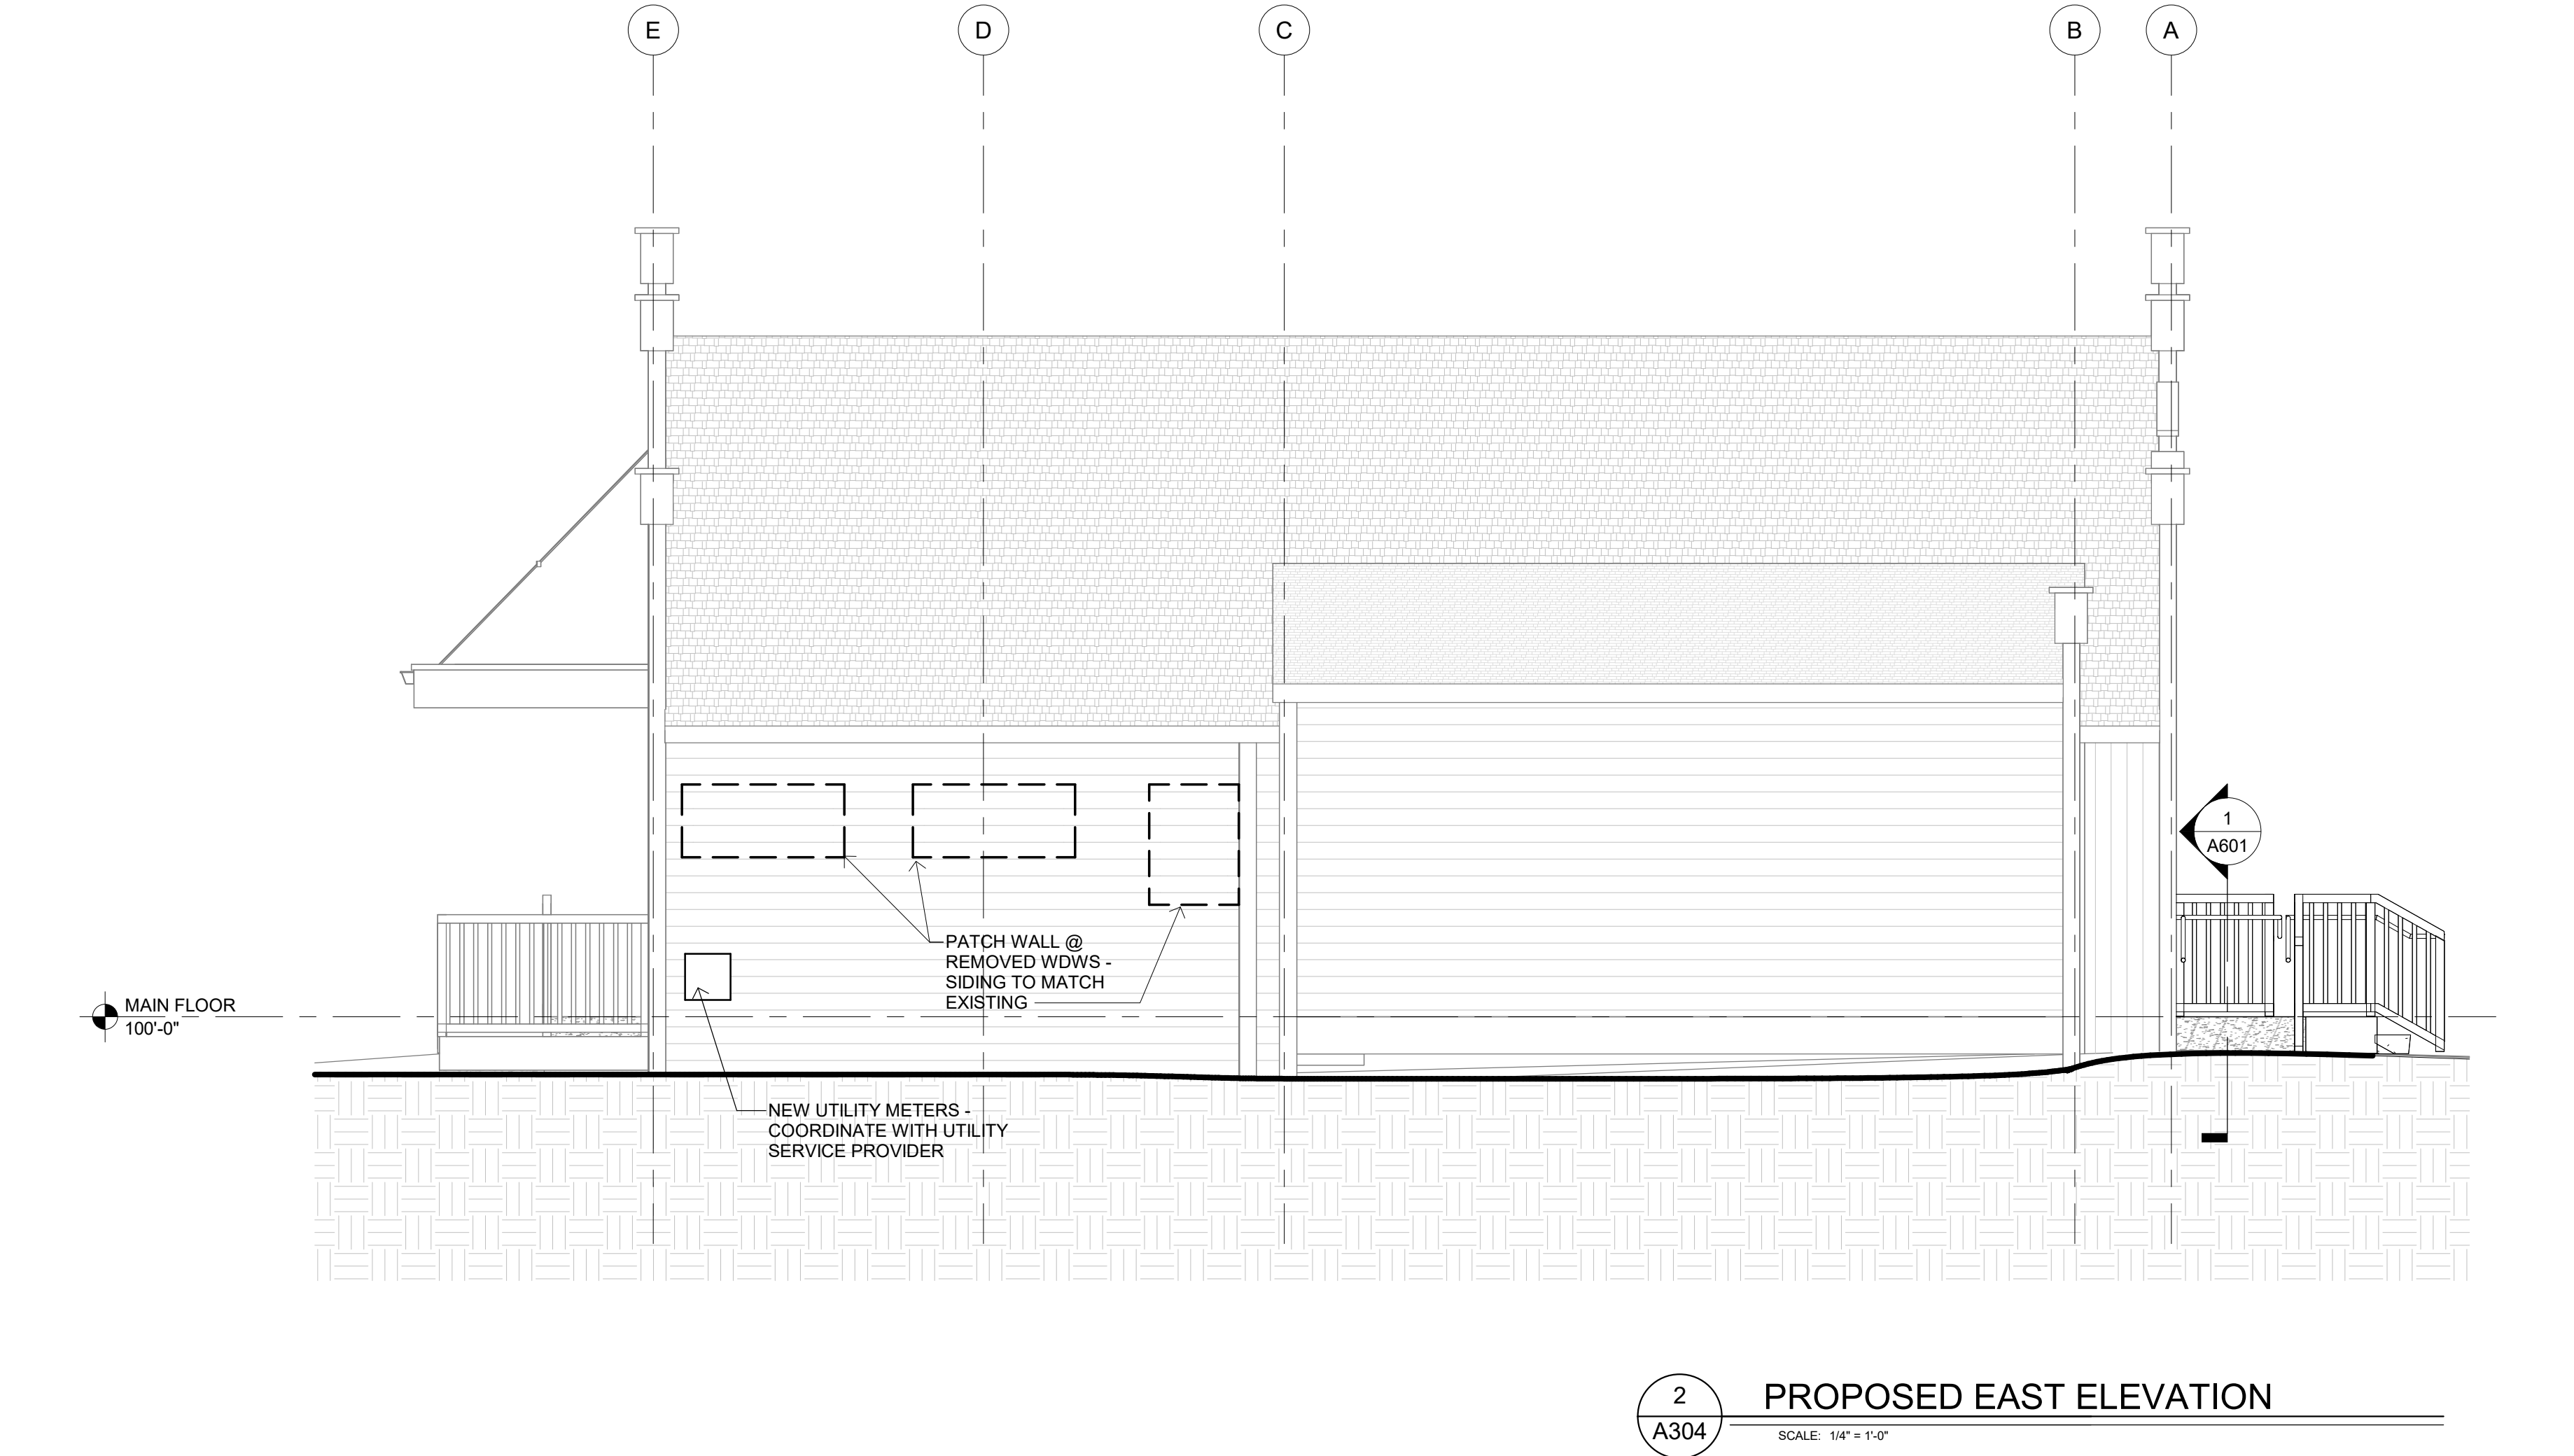 E
D
C
B
A
1
A601
PATCH WALL @
REMOVED WDWS -
SIDING TO MATCH
EXISTING
MAIN FLOOR
100'-0"
NEW UTILITY METERS -
COORDINATE WITH UTILITY
SERVICE PROVIDER
2
A304
PROPOSED EAST ELEVATION
SCALE: 1/4" = 1'-0"